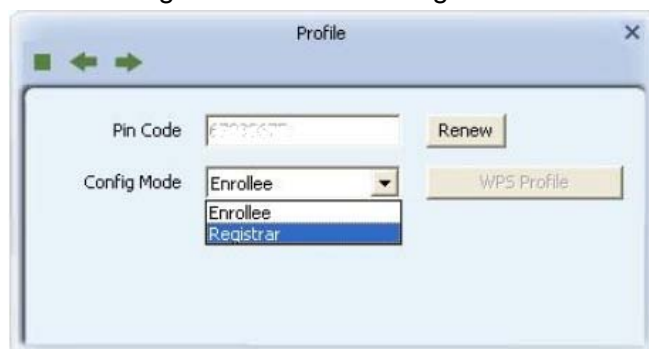 Profile
Pin Code
Renew
Config Mode
Enrollee
WPS Profile
Enrollee
Registrar